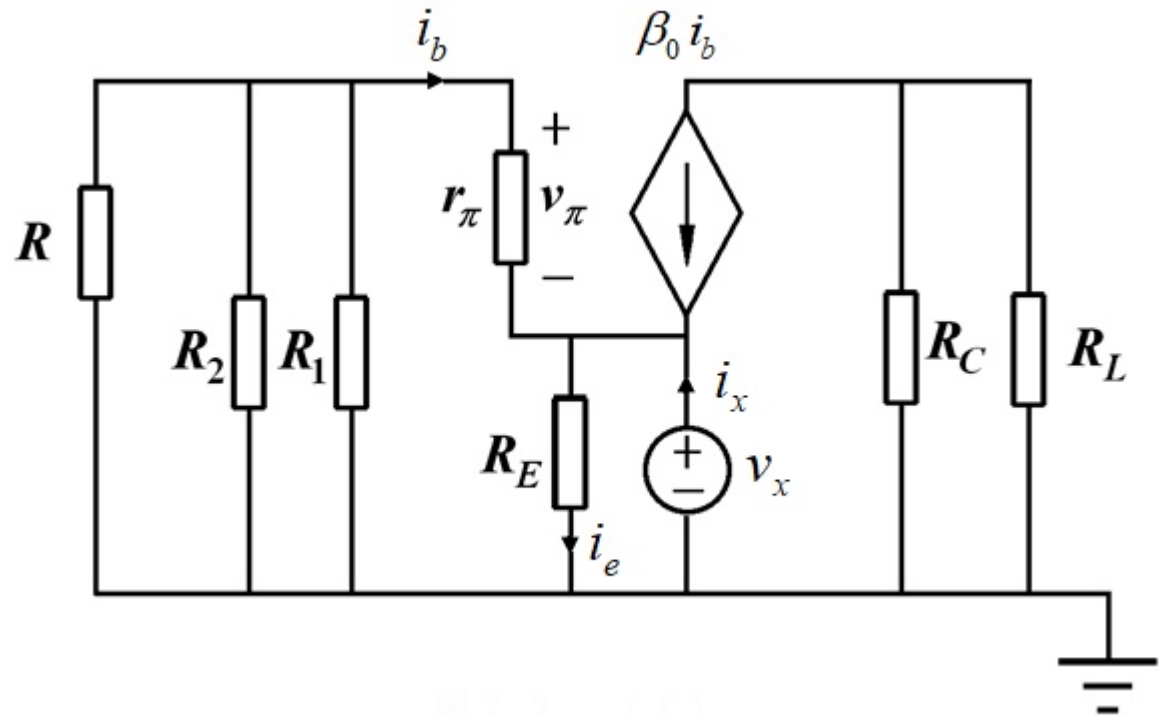 i_b
β_0 i_b
+
r_π
v_π
−
R
R_2
R_1
R_C
R_L
i_x
R_E
+
−
v_x
i_e